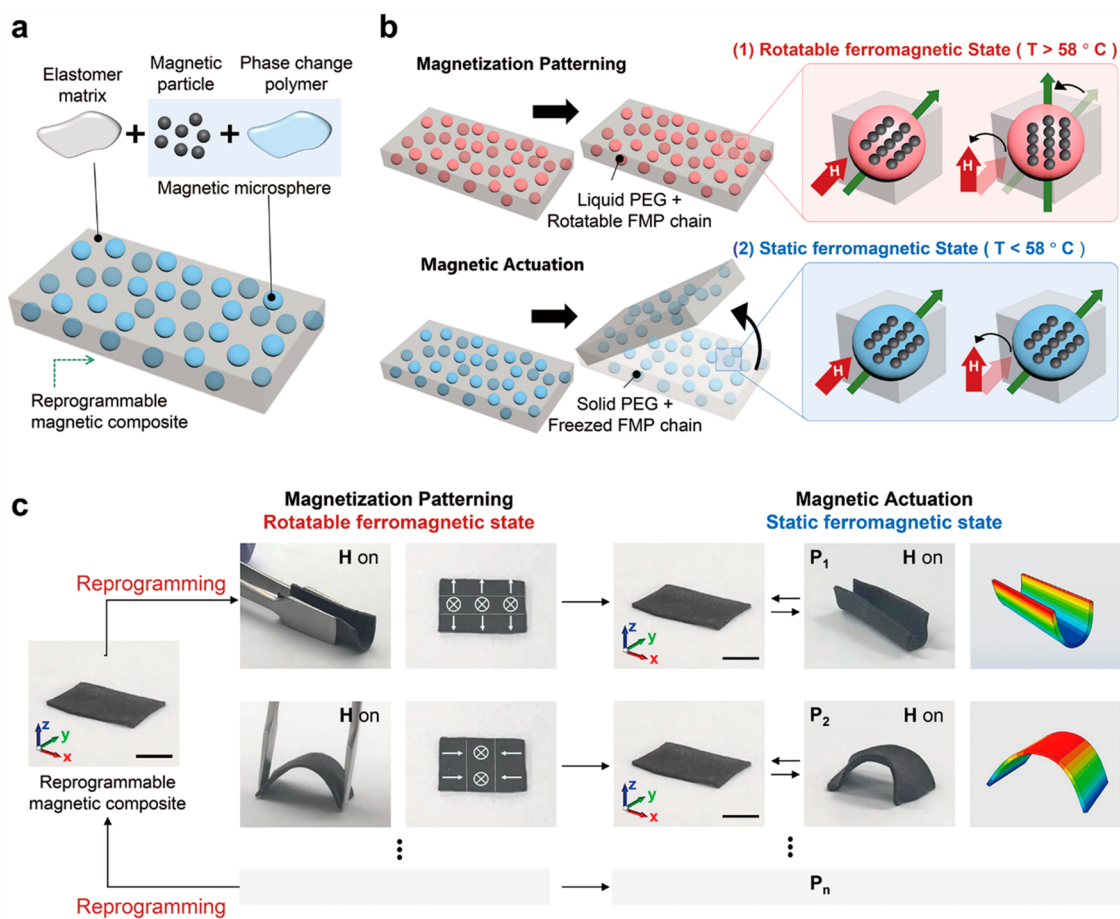 a
Elastomer
matrix
Magnetic
particle
Phase change
polymer
+
+
Magnetic microsphere
Reprogrammable
magnetic composite
b
Magnetization Patterning
Liquid PEG +
Rotatable FMP chain
(1) Rotatable ferromagnetic State ( T > 58 ° C )
H
H
Magnetic Actuation
Solid PEG +
Freezed FMP chain
(2) Static ferromagnetic State ( T < 58 ° C )
H
H
c
Magnetization Patterning
Rotatable ferromagnetic state
Magnetic Actuation
Static ferromagnetic state
Reprogramming
H on
z
y
x
P1
H on
z
y
x
Reprogrammable
magnetic composite
H on
z
y
x
P2
H on
Reprogramming
Pn